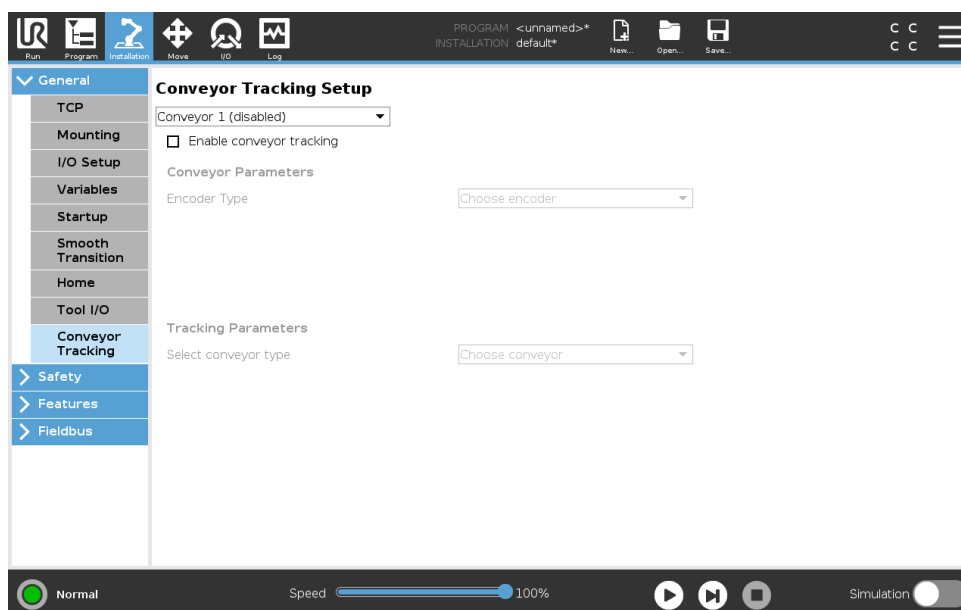 UR
Run
Program
Installation
Move
I/O
Log
PROGRAM <unnamed>*
INSTALLATION default*
New...
Open...
Save...
C C
C C
General
TCP
Mounting
I/O Setup
Variables
Startup
Smooth
Transition
Home
Tool I/O
Conveyor
Tracking
Safety
Features
Fieldbus
Conveyor Tracking Setup
Conveyor 1 (disabled)
Enable conveyor tracking
Conveyor Parameters
Encoder Type
Choose encoder
Tracking Parameters
Select conveyor type
Choose conveyor
Normal
Speed
100%
Simulation